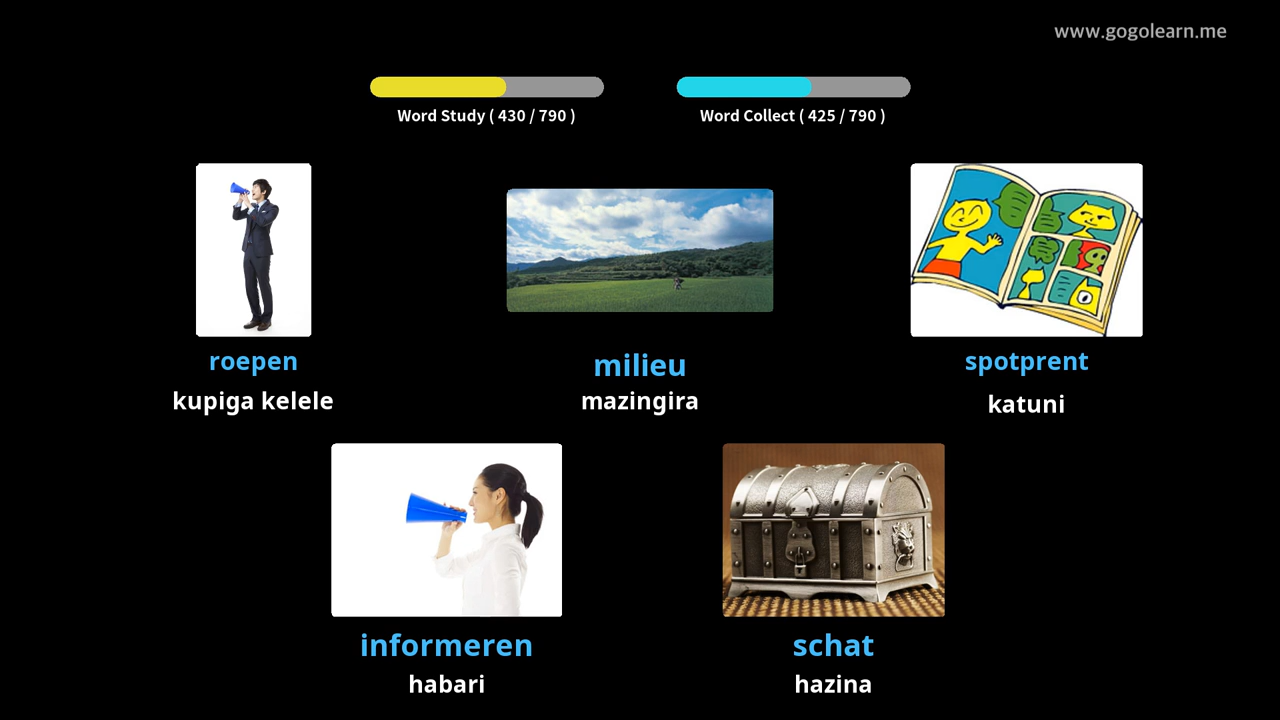 www.gogolearn.me
Word Study ( 430 / 790 )
Word Collect ( 425 / 790 )
roepen
kupiga kelele
milieu
mazingira
spotprent
katuni
informeren
habari
schat
hazina